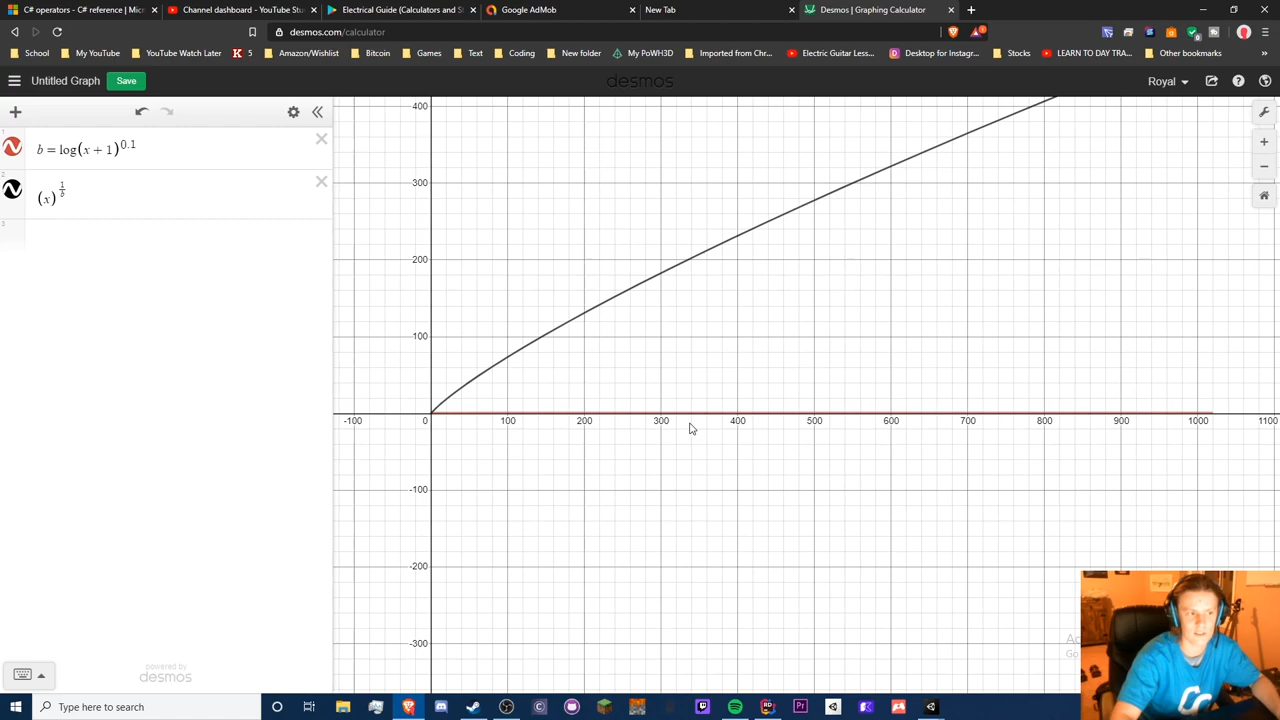 C# operators - C# reference | Mic
Channel dashboard - YouTube Stu
Electrical Guide (Calculators and St
Google AdMob
New Tab
Desmos | Graphing Calculator
desmos.com/calculator
School
My YouTube
YouTube Watch Later
K 5
Amazon/Wishlist
Bitcoin
Games
Text
Coding
New folder
My PoWH3D
Imported from Chr...
Electric Guitar Less...
Desktop for Instagr...
Stocks
LEARN TO DAY TRA...
Other bookmarks
Untitled Graph
Save
desmos
Royal
1
b = log(x + 1)^0.1
2
(x)^1/b
3
400
300
200
100
-100
0
100
200
300
400
500
600
700
800
900
1000
1100
-100
-200
-300
powered by
desmos
Type here to search